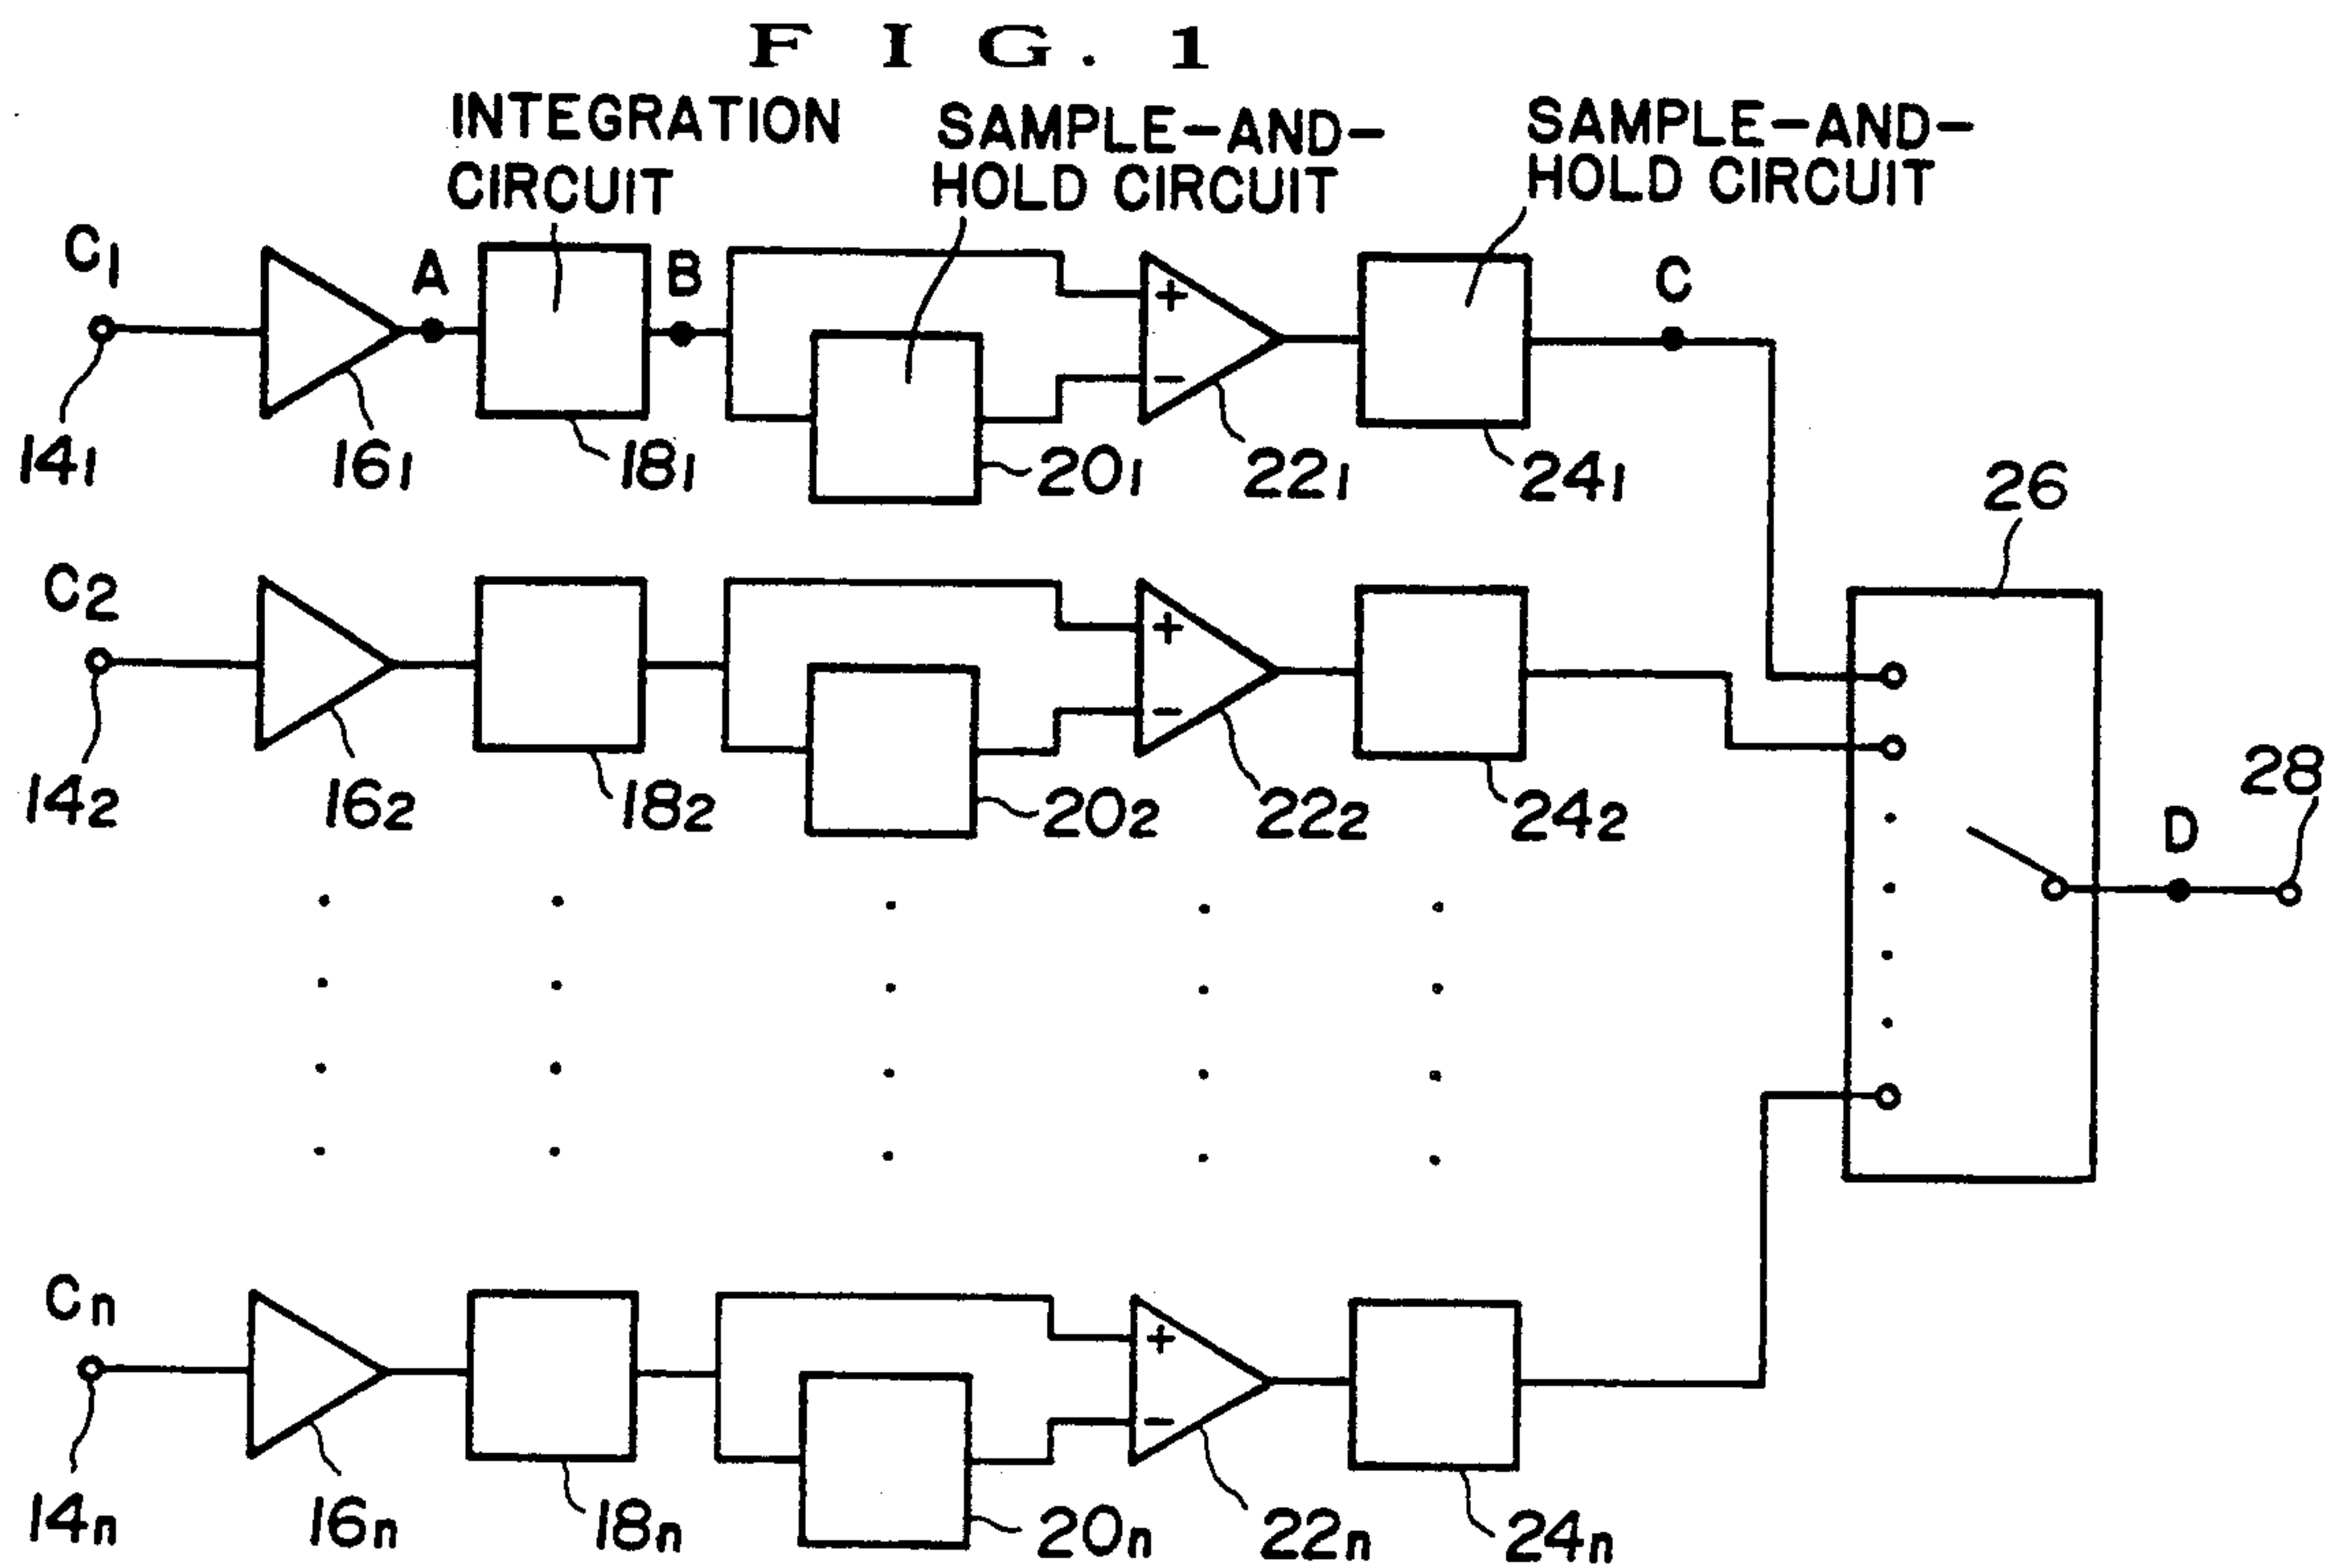 FIG. 1
INTEGRATION
CIRCUIT
SAMPLE-AND-
HOLD CIRCUIT
SAMPLE-AND-
HOLD CIRCUIT
C1
A
B
+
-
C
141
161
181
201
221
241
26
C2
+
-
142
162
182
202
222
242
D
28
Cn
+
-
14n
16n
18n
20n
22n
24n